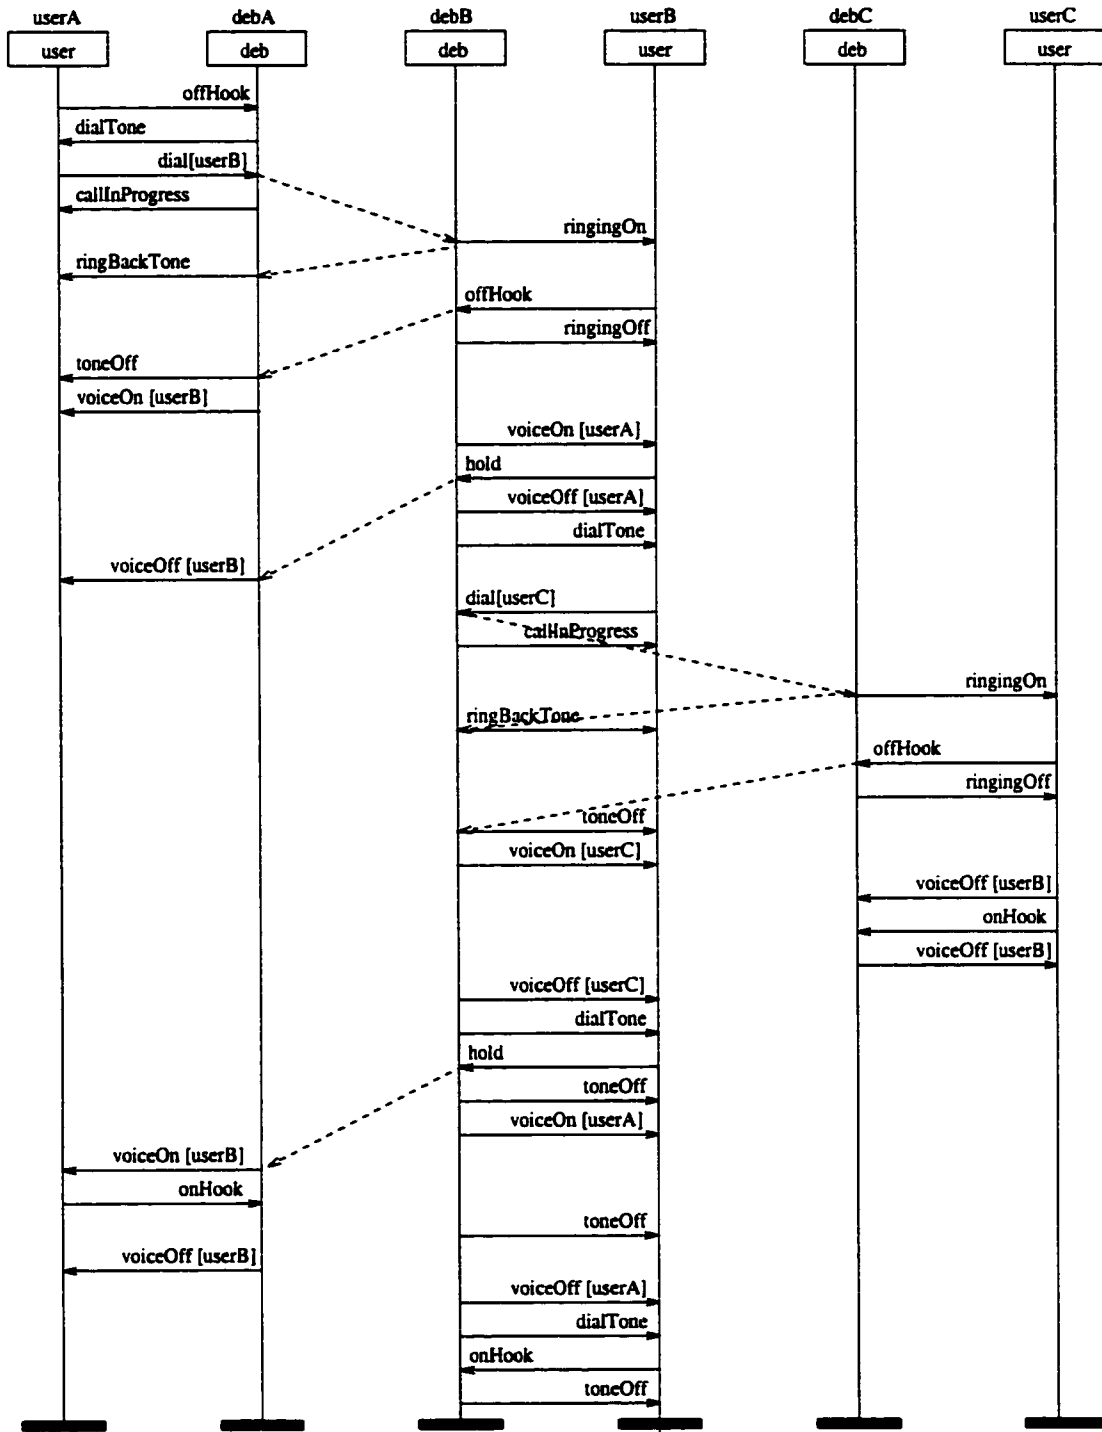 userA debA debB userB debC userC
user deb deb user deb user
offHook
dialTone
dial[userB]
callInProgress
ringingOn
ringBackTone
offHook
ringingOff
toneOff
voiceOn [userB]
voiceOn [userA]
hold
voiceOff [userA]
dialTone
voiceOff [userB]
dial[userC]
callInProgress
ringingOn
ringBackTone
offHook
ringingOff
toneOff
voiceOn [userC]
voiceOff [userB]
onHook
voiceOff [userB]
voiceOff [userC]
dialTone
hold
toneOff
voiceOn [userA]
voiceOn [userB]
onHook
toneOff
voiceOff [userB]
voiceOff [userA]
dialTone
onHook
toneOff